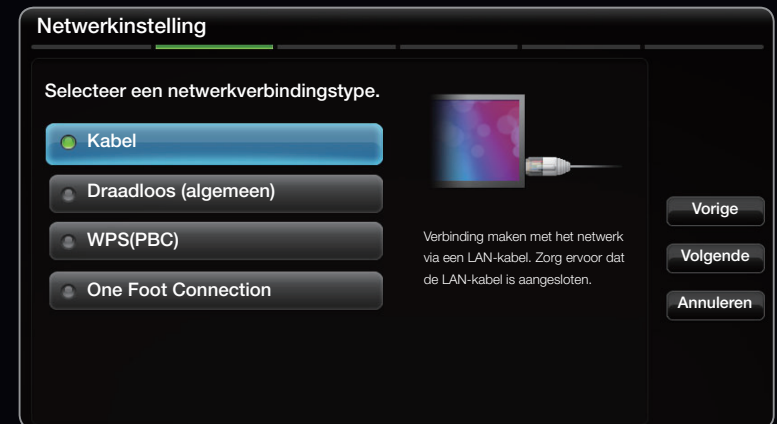 Netwerkinstelling
Selecteer een netwerkverbindingstype.
Kabel
Draadloos (algemeen)
WPS(PBC)
One Foot Connection
Verbinding maken met het netwerk
via een LAN-kabel. Zorg ervoor dat
de LAN-kabel is aangesloten.
Vorige
Volgende
Annuleren